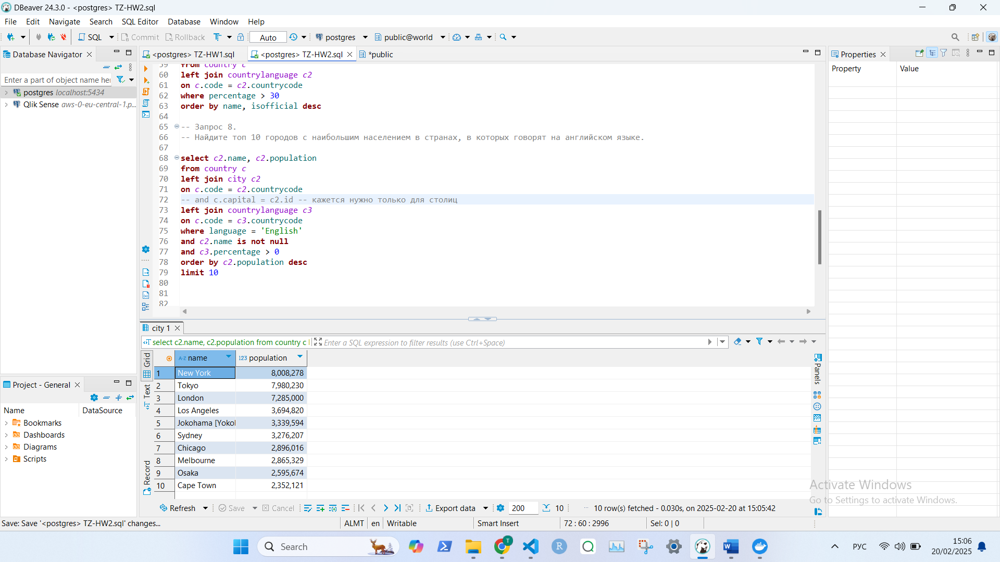 DBeaver 24.3.0 - <postgres> TZ-HW2.sql
File Edit Navigate Search SQL Editor Database Window Help
SQL Commit Rollback Auto postgres public@world
Database Navigator
Enter a part of object name her
postgres localhost:5434
Qlik Sense aws-0-eu-central-1.p...
<postgres> TZ-HW1.sql <postgres> TZ-HW2.sql *public
59 from country c
60 left join countrylanguage c2
61 on c.code = c2.countrycode
62 where percentage > 30
63 order by name, isofficial desc
64
65 -- Запрос 8.
66 -- Найдите топ 10 городов с наибольшим населением в странах, в которых говорят на английском языке.
67
68 select c2.name, c2.population
69 from country c
70 left join city c2
71 on c.code = c2.countrycode
72 -- and c.capital = c2.id -- кажется нужно только для столиц
73 left join countrylanguage c3
74 on c.code = c3.countrycode
75 where language = 'English'
76 and c2.name is not null
77 and c3.percentage > 0
78 order by c2.population desc
79 limit 10
80
81
82
Properties
Property Value
Project - General
Name DataSource
Bookmarks
Dashboards
Diagrams
Scripts
city 1
select c2.name, c2.population from country c Enter a SQL expression to filter results (use Ctrl+Space)
Grid
Text
Record
Panels
A-Z name 123 population
1 New York 8,008,278
2 Tokyo 7,980,230
3 London 7,285,000
4 Los Angeles 3,694,820
5 Jokohama [Yoko 3,339,594
6 Sydney 3,276,207
7 Chicago 2,896,016
8 Melbourne 2,865,329
9 Osaka 2,595,674
10 Cape Town 2,352,121
Refresh Save Cancel Export data 200 10 10 row(s) fetched - 0.030s, on 2025-02-20 at 15:05:42
Activate Windows
Go to Settings to activate Windows.
Save: Save '<postgres> TZ-HW2.sql' changes... ALMT en Writable Smart Insert 72 : 60 : 2996 Sel: 0 | 0
Search
РУС
15:06
20/02/2025